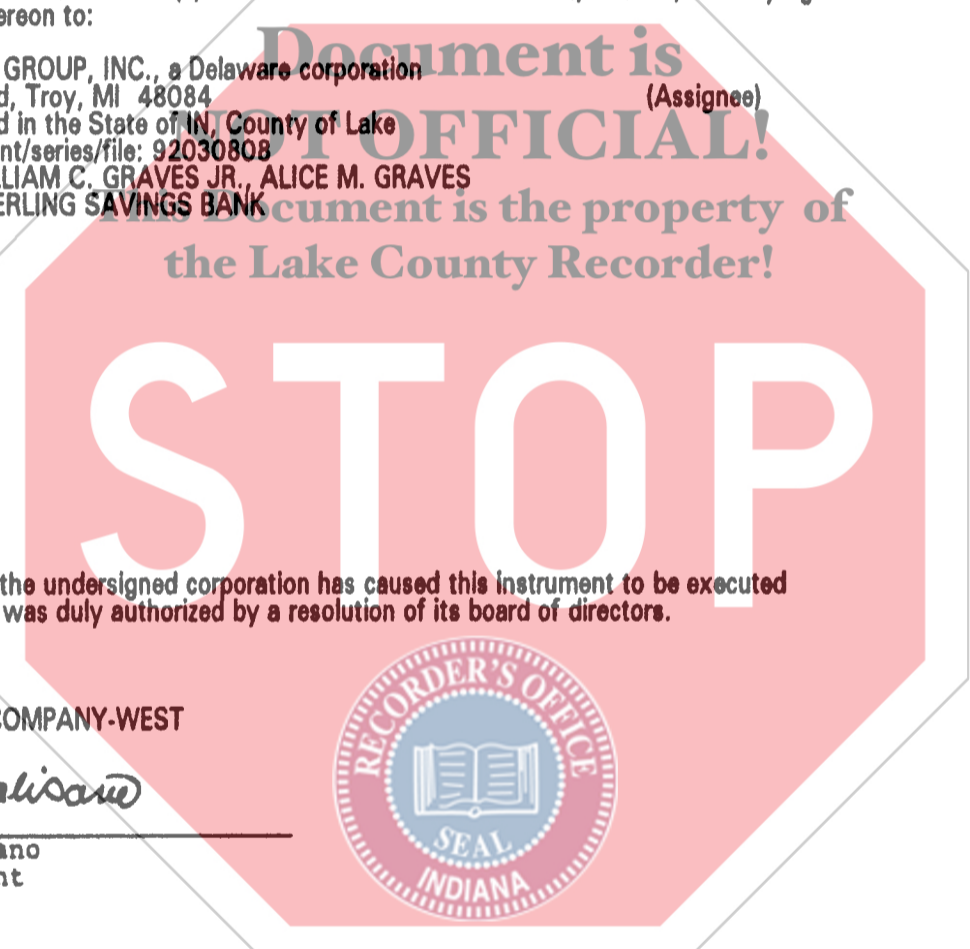 ereon to:
Document is
GROUP, INC., a Delaware corporation
d, Troy, MI 48084 (Assignee)
d in the State of IN, County of Lake
NOT OFFICIAL!
nt/series/file: 92030808
LIAM C. GRAVES JR., ALICE M. GRAVES
ERLING SAVINGS BANK
This Document is the property of
the Lake County Recorder!
STOP
the undersigned corporation has caused this instrument to be executed
was duly authorized by a resolution of its board of directors.
RECORDER'S OFFICE
COMPANY-WEST
SEAL
INDIANA
ano
nt